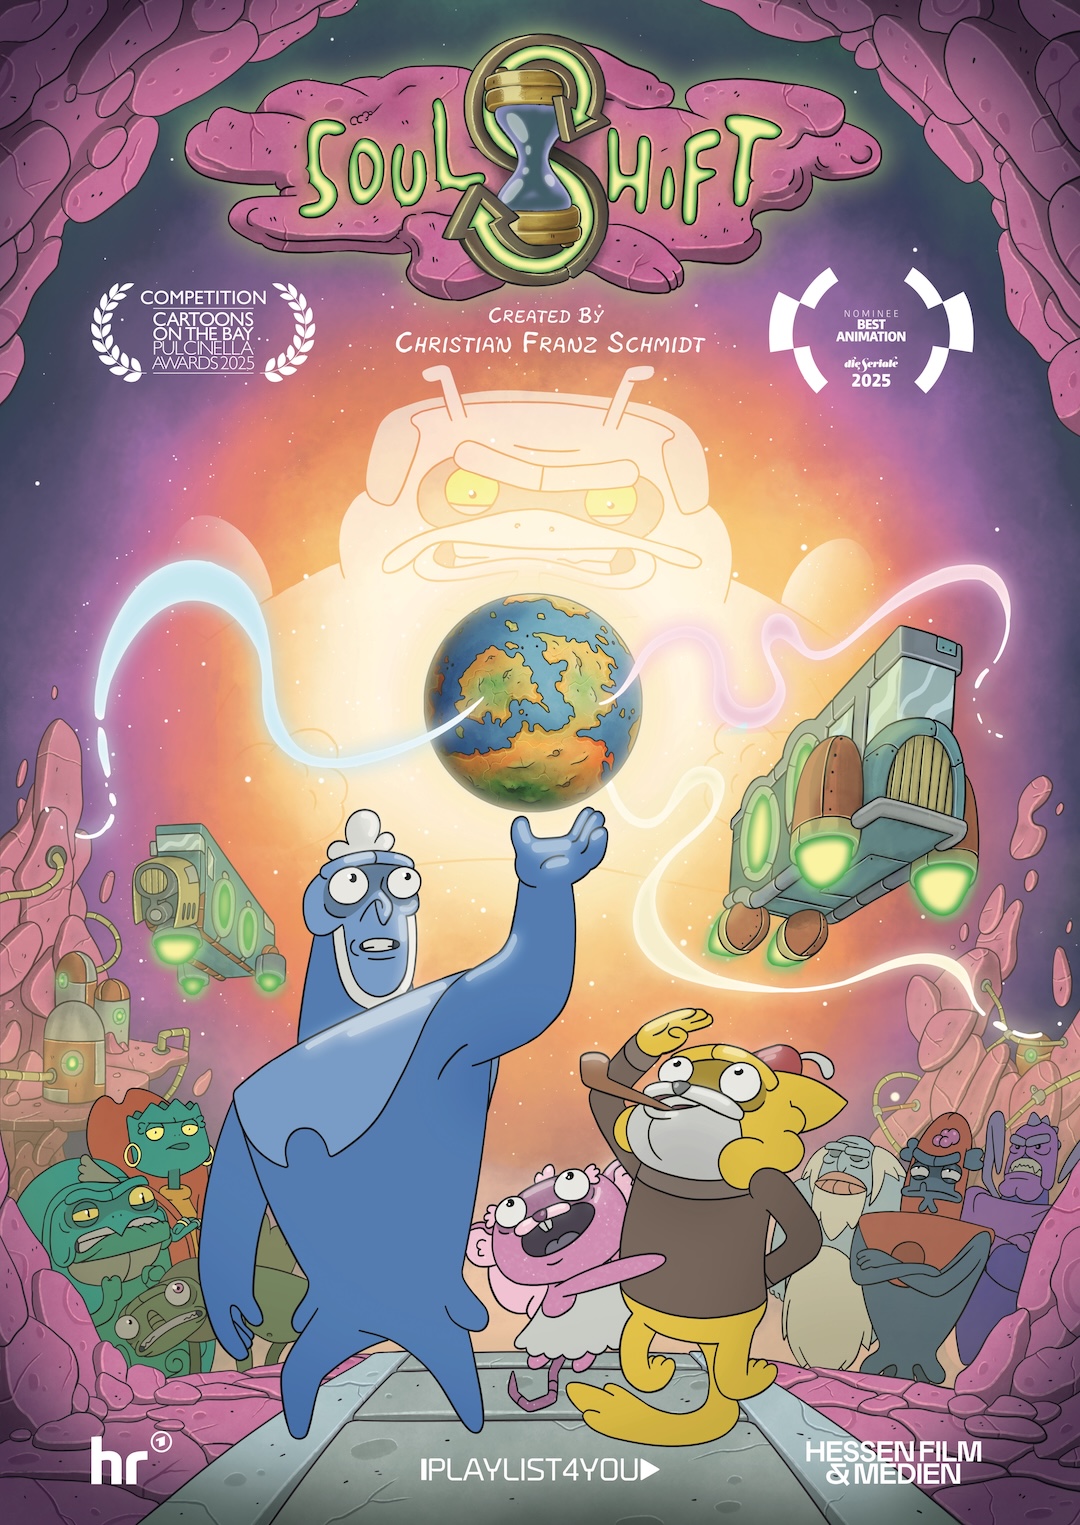 SOUL SHIFT
COMPETITION
CARTOONS
ON THE BAY
PULCINELLA
AWARDS 2025
CREATED BY
CHRISTIAN FRANZ SCHMIDT
NOMINEE
BEST
ANIMATION
die Seriale
2025
hr 1
PLAYLIST4YOU
HESSEN FILM
& MEDIEN